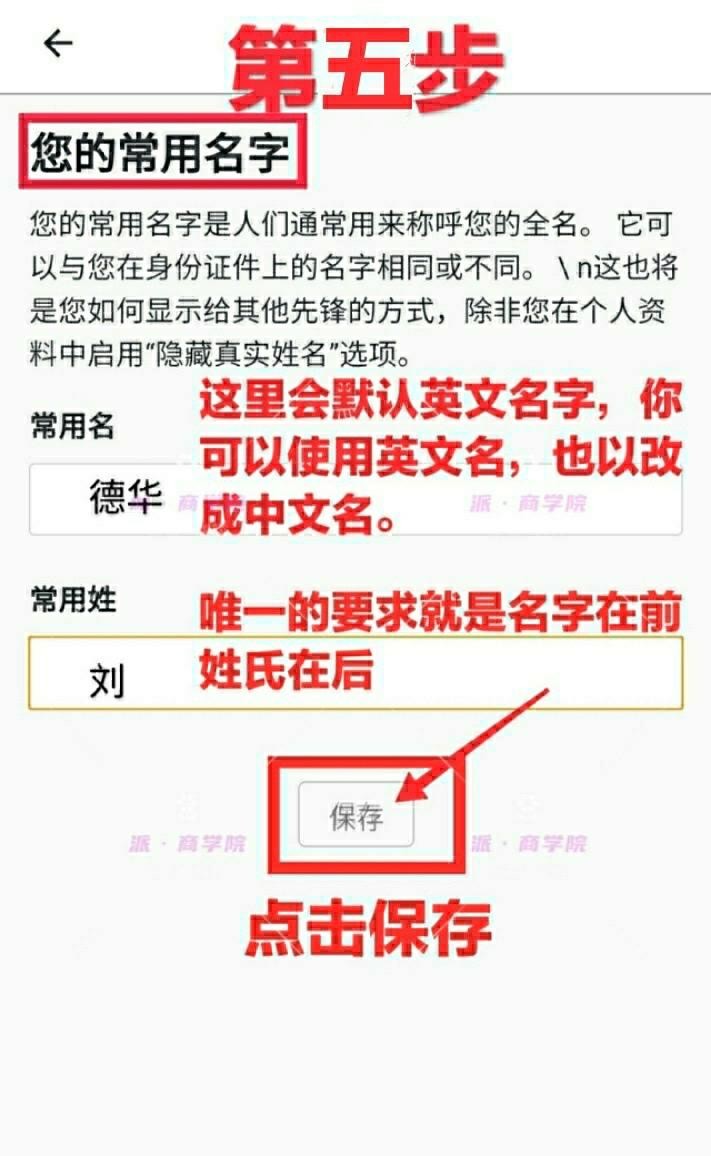 第五步
您的常用名字
您的常用名字是人们通常用来称呼您的全名。 它可
以与您在身份证件上的名字相同或不同。 \ n这也将
是您如何显示给其他先锋的方式，除非您在个人资
料中启用“隐藏真实姓名”选项。
这里会默认英文名字，你
常用名
可以使用英文名，也以改
德华
派·商学院
派·商学院
成中文名。
常用姓
唯一的要求就是名字在前
姓氏在后
刘
保存
派·商学院
派·商学院
点击保存